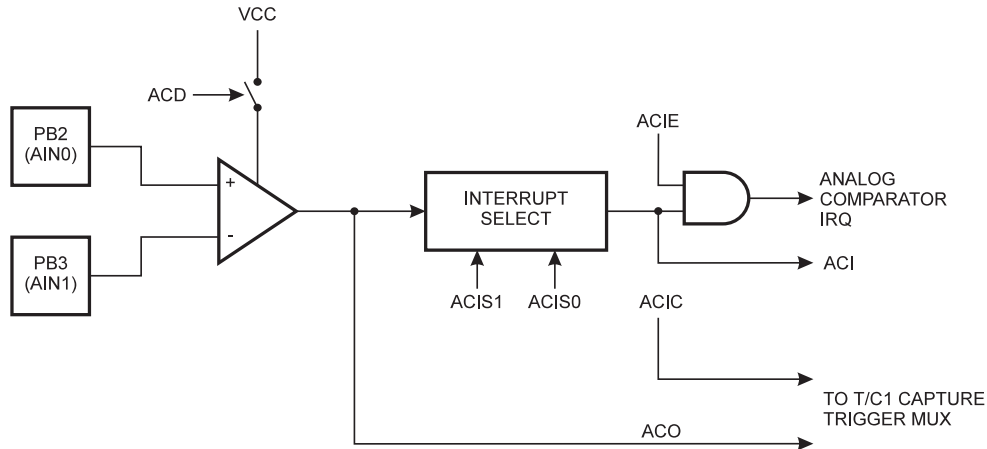 VCC
ACD
PB2
(AIN0)
+
-
PB3
(AIN1)
INTERRUPT
SELECT
ACIS1
ACIS0
ACIE
ANALOG
COMPARATOR
IRQ
ACI
ACIC
TO T/C1 CAPTURE
TRIGGER MUX
ACO